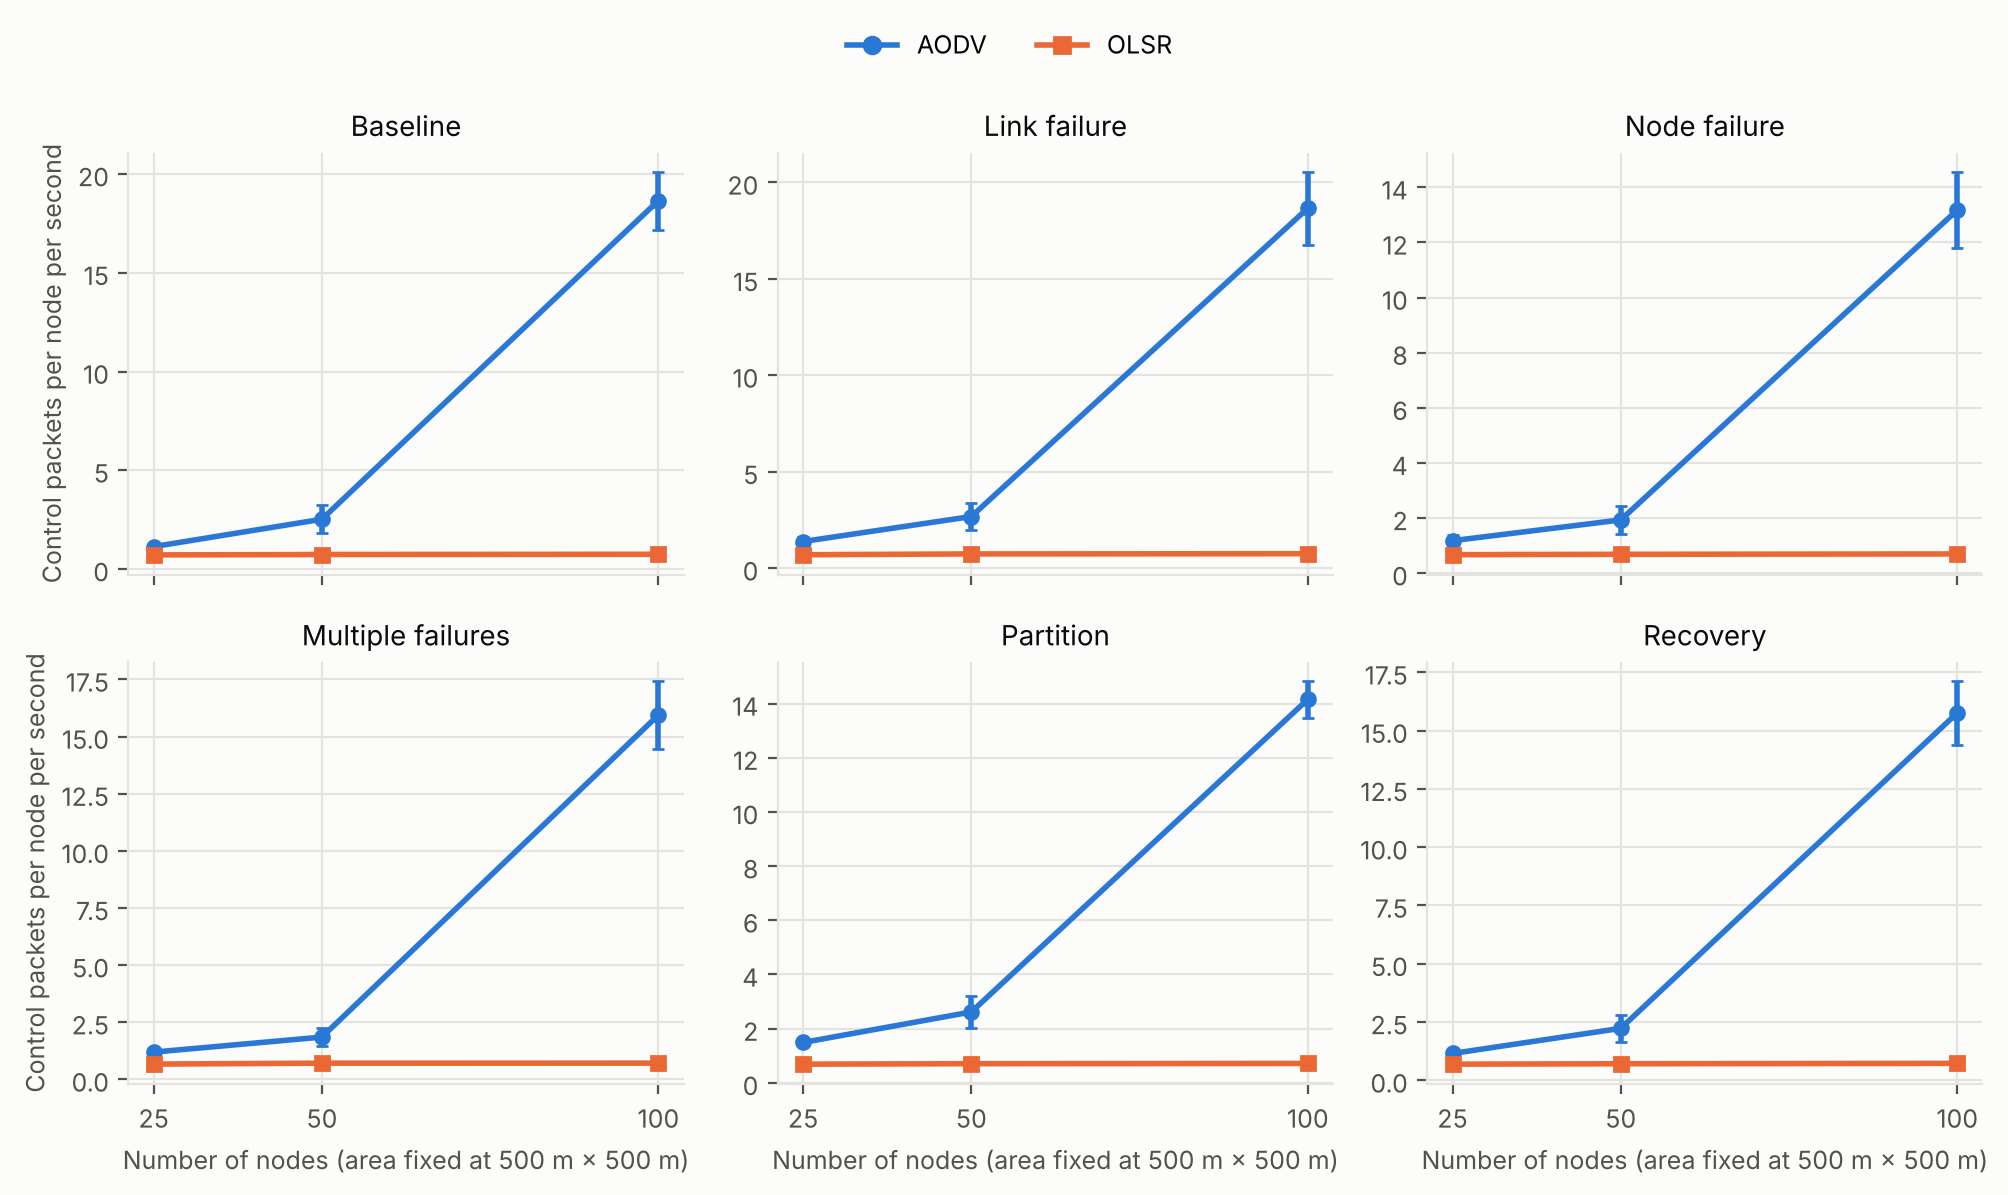 AODV OLSR
Baseline
Link failure
Node failure
Control packets per node per second
20
15
10
5
0
20
15
10
5
0
14
12
10
8
6
4
2
0
Multiple failures
Partition
Recovery
Control packets per node per second
17.5
15.0
12.5
10.0
7.5
5.0
2.5
0.0
14
12
10
8
6
4
2
0
17.5
15.0
12.5
10.0
7.5
5.0
2.5
0.0
25 50 100
25 50 100
25 50 100
Number of nodes (area fixed at 500 m × 500 m)
Number of nodes (area fixed at 500 m × 500 m)
Number of nodes (area fixed at 500 m × 500 m)